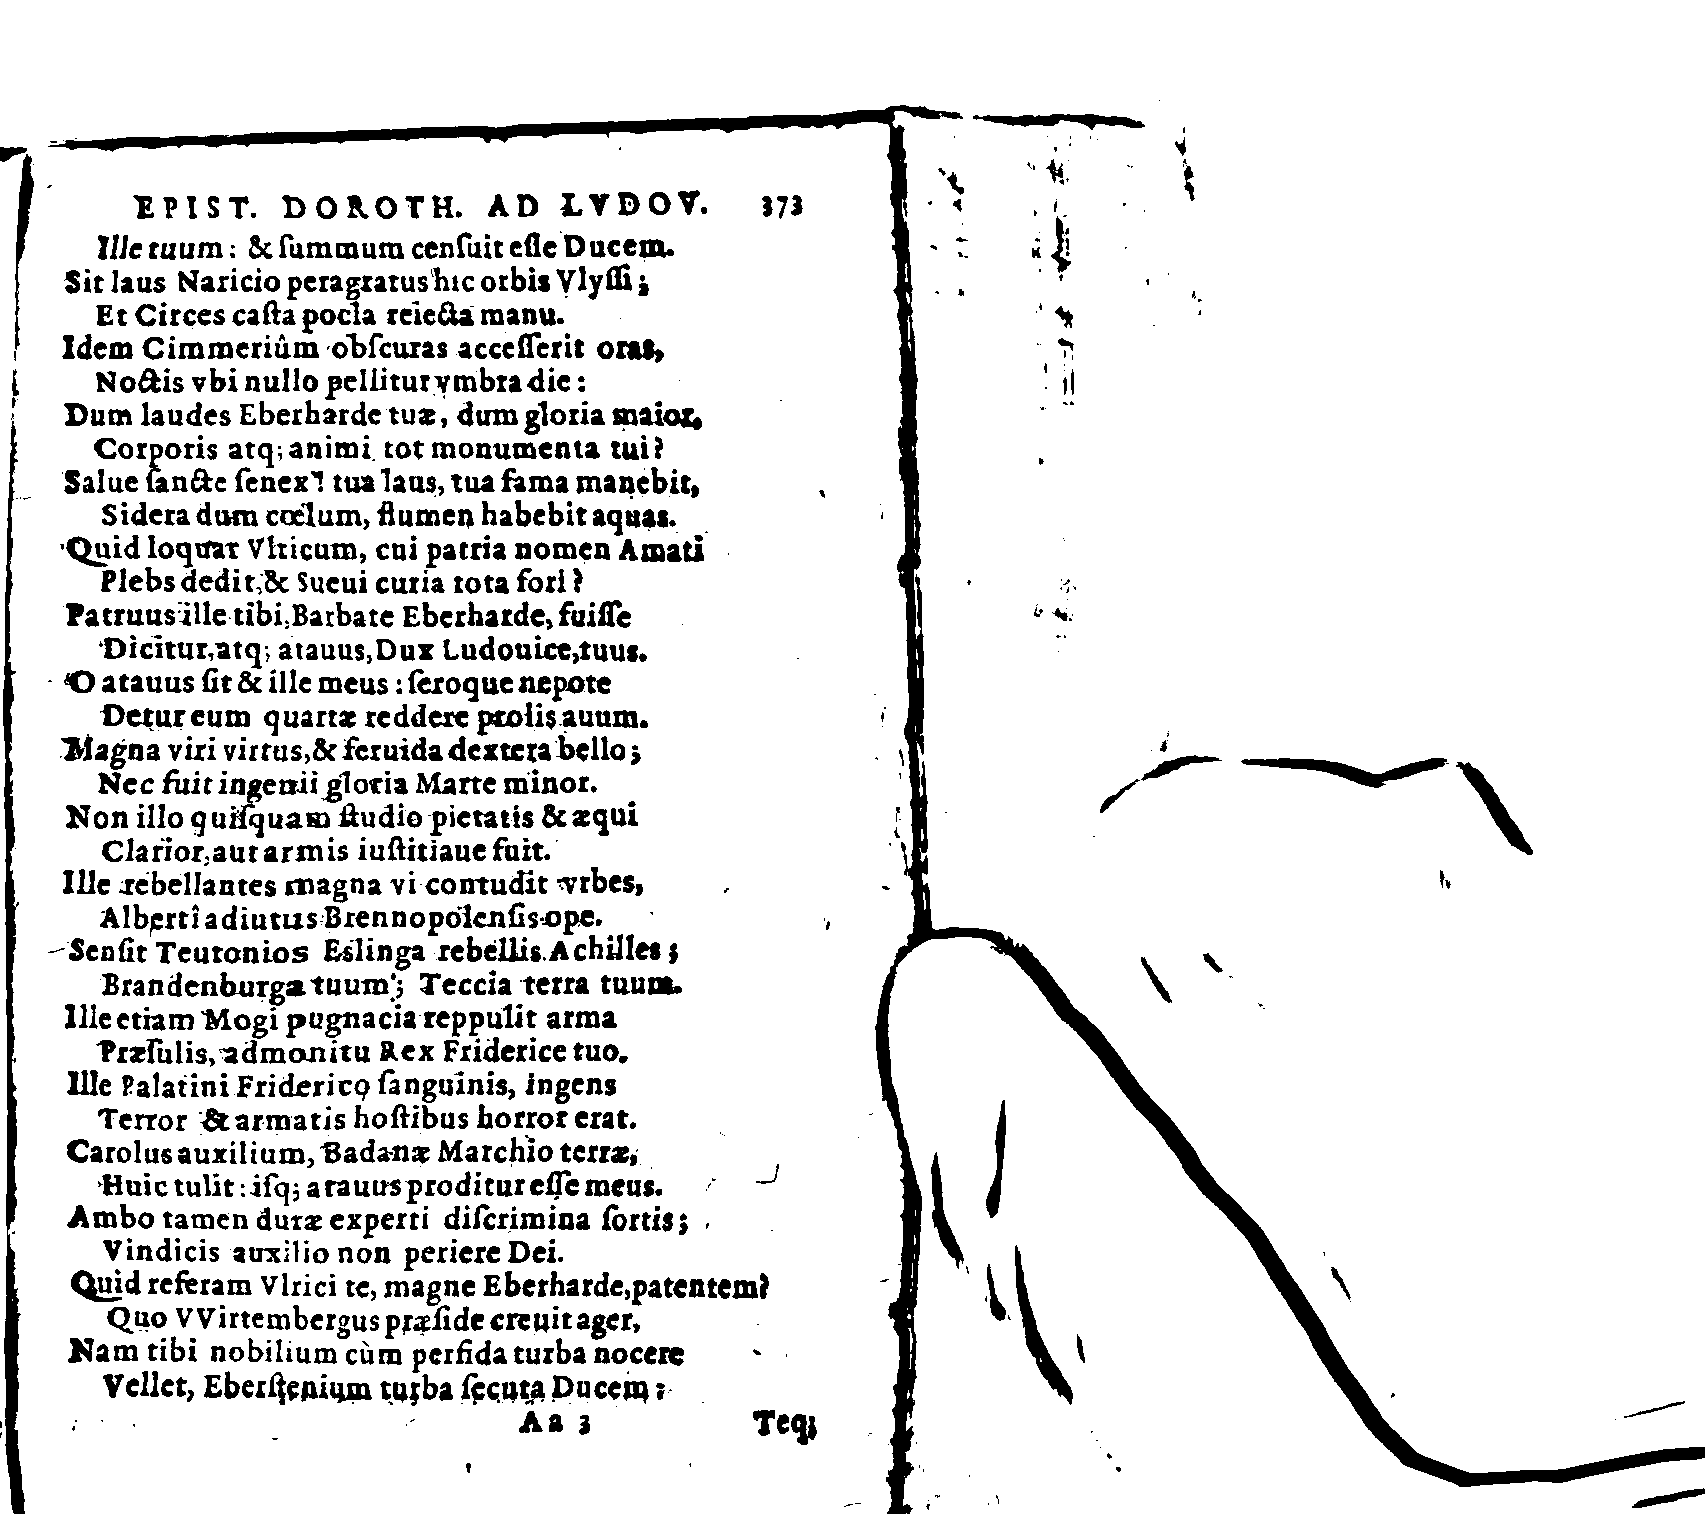 EPIST. DOROTH. AD LVDOV. 373
Ille tuum: & ſummum cenſuit eſſe Ducem.
Sit laus Naricio peragratus hic orbis Vlyſſi;
Et Circes caſta pocla reiecta manu.
Idem Cimmeriûm obſcuras acceſſerit oras,
Noctis vbi nullo pellitur vmbra die:
Dum laudes Eberharde tuæ, dum gloria maior,
Corporis atq; animi tot monumenta tui?
Salue ſancte ſenex! tua laus, tua fama manebit,
Sidera dum cœlum, flumen habebit aquas.
Quid loquar Vlricum, cui patria nomen Amati
Plebs dedit, & Sueui curia tota fori?
Patruus ille tibi, Barbate Eberharde, fuiſſe
Dicitur, atq; atauus, Dux Ludouice, tuus.
O atauus ſit & ille meus: ſeroque nepote
Detur eum quartæ reddere prolis auum.
Magna viri virtus, & feruida dextera bello;
Nec fuit ingenii gloria Marte minor.
Non illo quiſquam ſtudio pietatis & æqui
Clarior, aut armis iuſtitiaue fuit.
Ille rebellantes magna vi contudit vrbes,
Alberti adiutus Brennopolenſis ope.
Senſit Teutonios Eslinga rebellis Achilles;
Brandenburga tuum; Teccia terra tuum.
Ille etiam Mogi pugnacia reppulit arma
Præſulis, admonitu Rex Friderice tuo.
Ille Palatini Friderico ſanguinis, ingens
Terror & armatis hoſtibus horror erat.
Carolus auxilium, Badanæ Marchio terræ,
Huic tulit: iſq; atauus proditur eſſe meus.
Ambo tamen duræ experti diſcrimina ſortis;
Vindicis auxilio non periere Dei.
Quid referam Vlrici te, magne Eberharde, patentem?
Quo VVirtembergus præſide creuit ager,
Nam tibi nobilium cùm perfida turba nocere
Vellet, Eberſtenium turba ſecuta Ducem:
Aa 3 Teq;